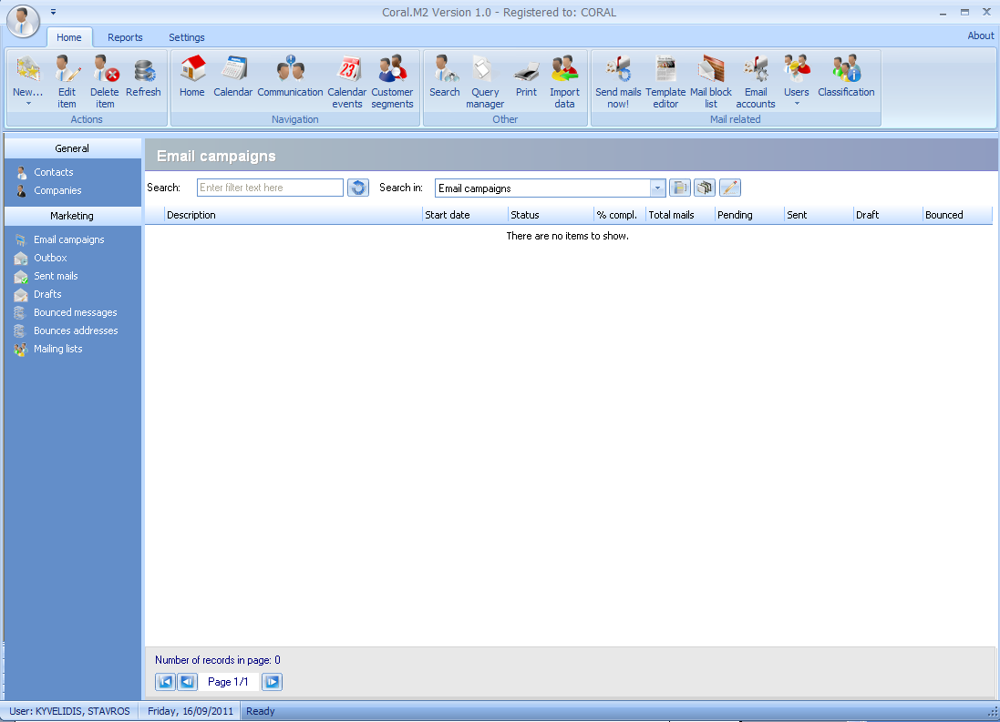 Coral.M2 Version 1.0 - Registered to: CORAL
Home Reports Settings About
New... Edit item Delete item Refresh
Actions
Home Calendar Communication Calendar events Customer segments
Navigation
Search Query manager Print Import data
Other
Send mails now! Template editor Mail block list Email accounts Users Classification
Mail related
General
Contacts
Companies
Marketing
Email campaigns
Outbox
Sent mails
Drafts
Bounced messages
Bounces addresses
Mailing lists
Email campaigns
Search: Enter filter text here Search in: Email campaigns
Description Start date Status % compl. Total mails Pending Sent Draft Bounced
There are no items to show.
Number of records in page: 0
Page 1/1
User: KYVELIDIS, STAVROS Friday, 16/09/2011 Ready